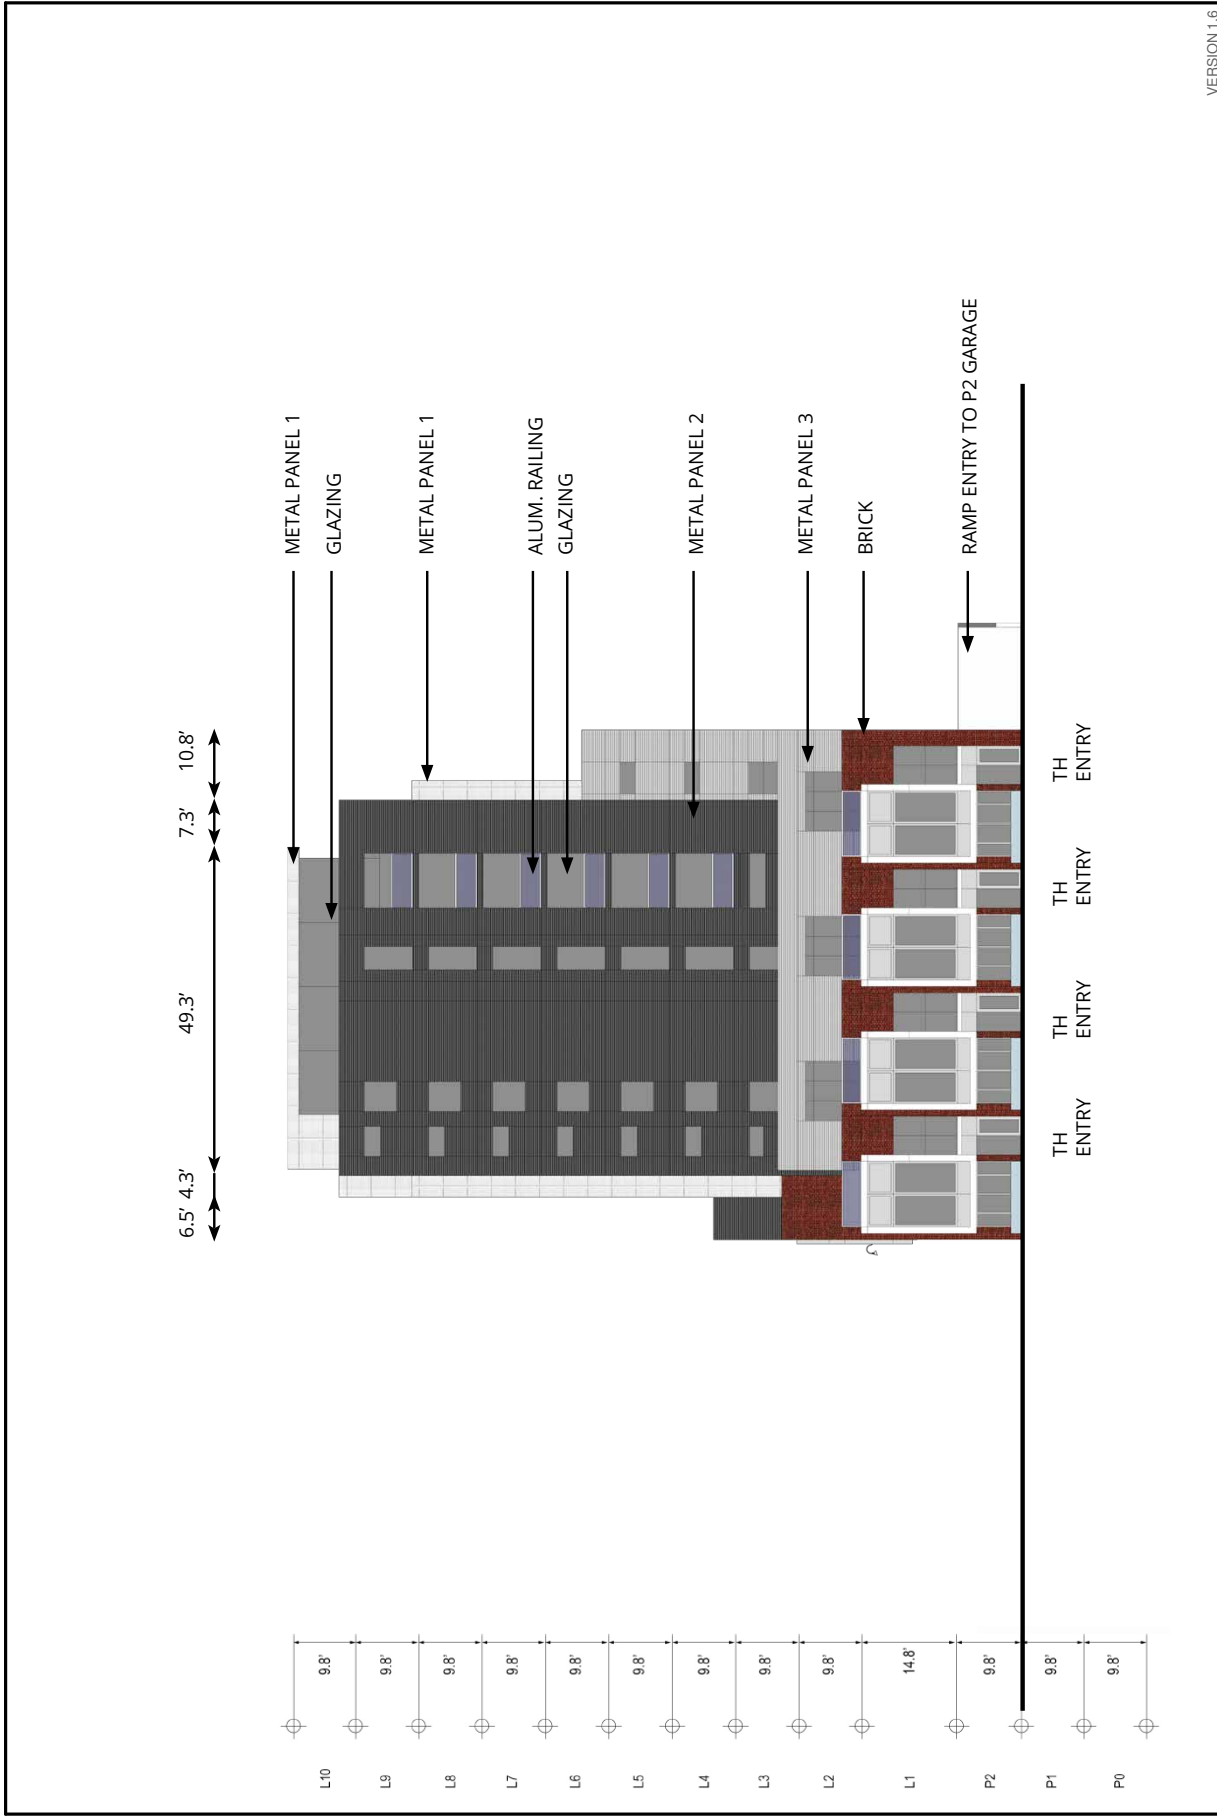 VERSION 1.6
6.5'
4.3'
49.3'
7.3'
10.8'
METAL PANEL 1
GLAZING
METAL PANEL 1
ALUM. RAILING
GLAZING
METAL PANEL 2
METAL PANEL 3
BRICK
RAMP ENTRY TO P2 GARAGE
L10
9.8'
L9
9.8'
L8
9.8'
L7
9.8'
L6
9.8'
L5
9.8'
L4
9.8'
L3
9.8'
L2
9.8'
L1
14.8'
P2
9.8'
P1
9.8'
P0
9.8'
TH
ENTRY
TH
ENTRY
TH
ENTRY
TH
ENTRY